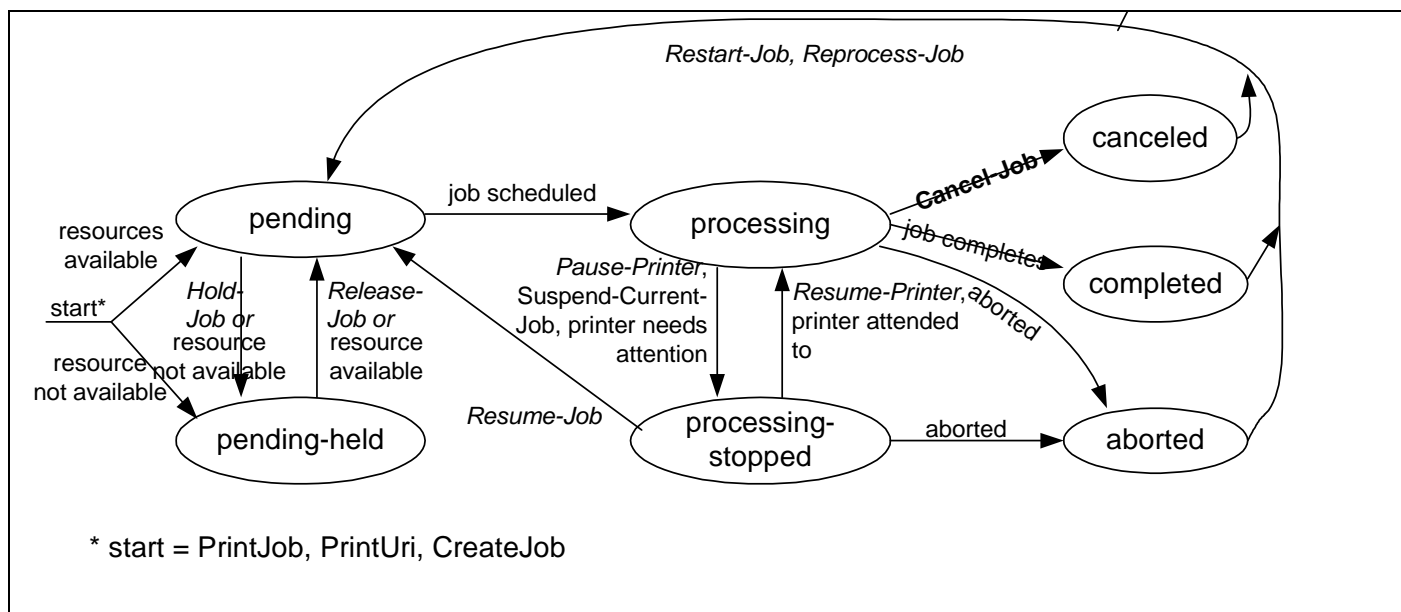 Restart-Job, Reprocess-Job
canceled
Cancel-Job
pending
job scheduled
processing
job completes
completed
resources
available
start*
resource
not available
Hold-
Job or
resource
not available
Release-
Job or
resource
available
Pause-Printer,
Suspend-Current-
Job, printer needs
attention
Resume-Printer,
printer attended
to
aborted
Resume-Job
pending-held
processing-
stopped
aborted
aborted
* start = PrintJob, PrintUri, CreateJob